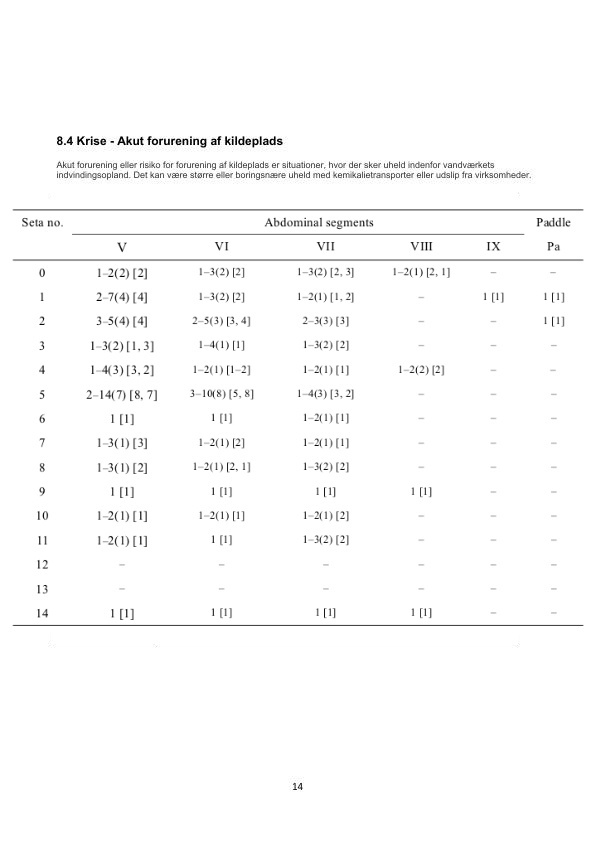 8.4 Krise - Akut forurening af kildeplads
Akut forurening eller risiko for forurening af kildeplads er situationer, hvor der sker uheld indenfor vandværkets
indvindingsopland. Det kan være større eller boringsnære uheld med kemikalietransporter eller udslip fra virksomheder.
Seta no. Abdominal segments Paddle
V VI VII VIII IX Pa
0 1–2(2) [2] 1–3(2) [2] 1–3(2) [2, 3] 1–2(1) [2, 1] – –
1 2–7(4) [4] 1–3(2) [2] 1–2(1) [1, 2] – 1 [1] 1 [1]
2 3–5(4) [4] 2–5(3) [3, 4] 2–3(3) [3] – – 1 [1]
3 1–3(2) [1, 3] 1–4(1) [1] 1–3(2) [2] – – –
4 1–4(3) [3, 2] 1–2(1) [1–2] 1–2(1) [1] 1–2(2) [2] – –
5 2–14(7) [8, 7] 3–10(8) [5, 8] 1–4(3) [3, 2] – – –
6 1 [1] 1 [1] 1–2(1) [1] – – –
7 1–3(1) [3] 1–2(1) [2] 1–2(1) [1] – – –
8 1–3(1) [2] 1–2(1) [2, 1] 1–3(2) [2] – – –
9 1 [1] 1 [1] 1 [1] 1 [1] – –
10 1–2(1) [1] 1–2(1) [1] 1–2(1) [2] – – –
11 1–2(1) [1] 1 [1] 1–3(2) [2] – – –
12 – – – – – –
13 – – – – – –
14 1 [1] 1 [1] 1 [1] 1 [1] – –
14